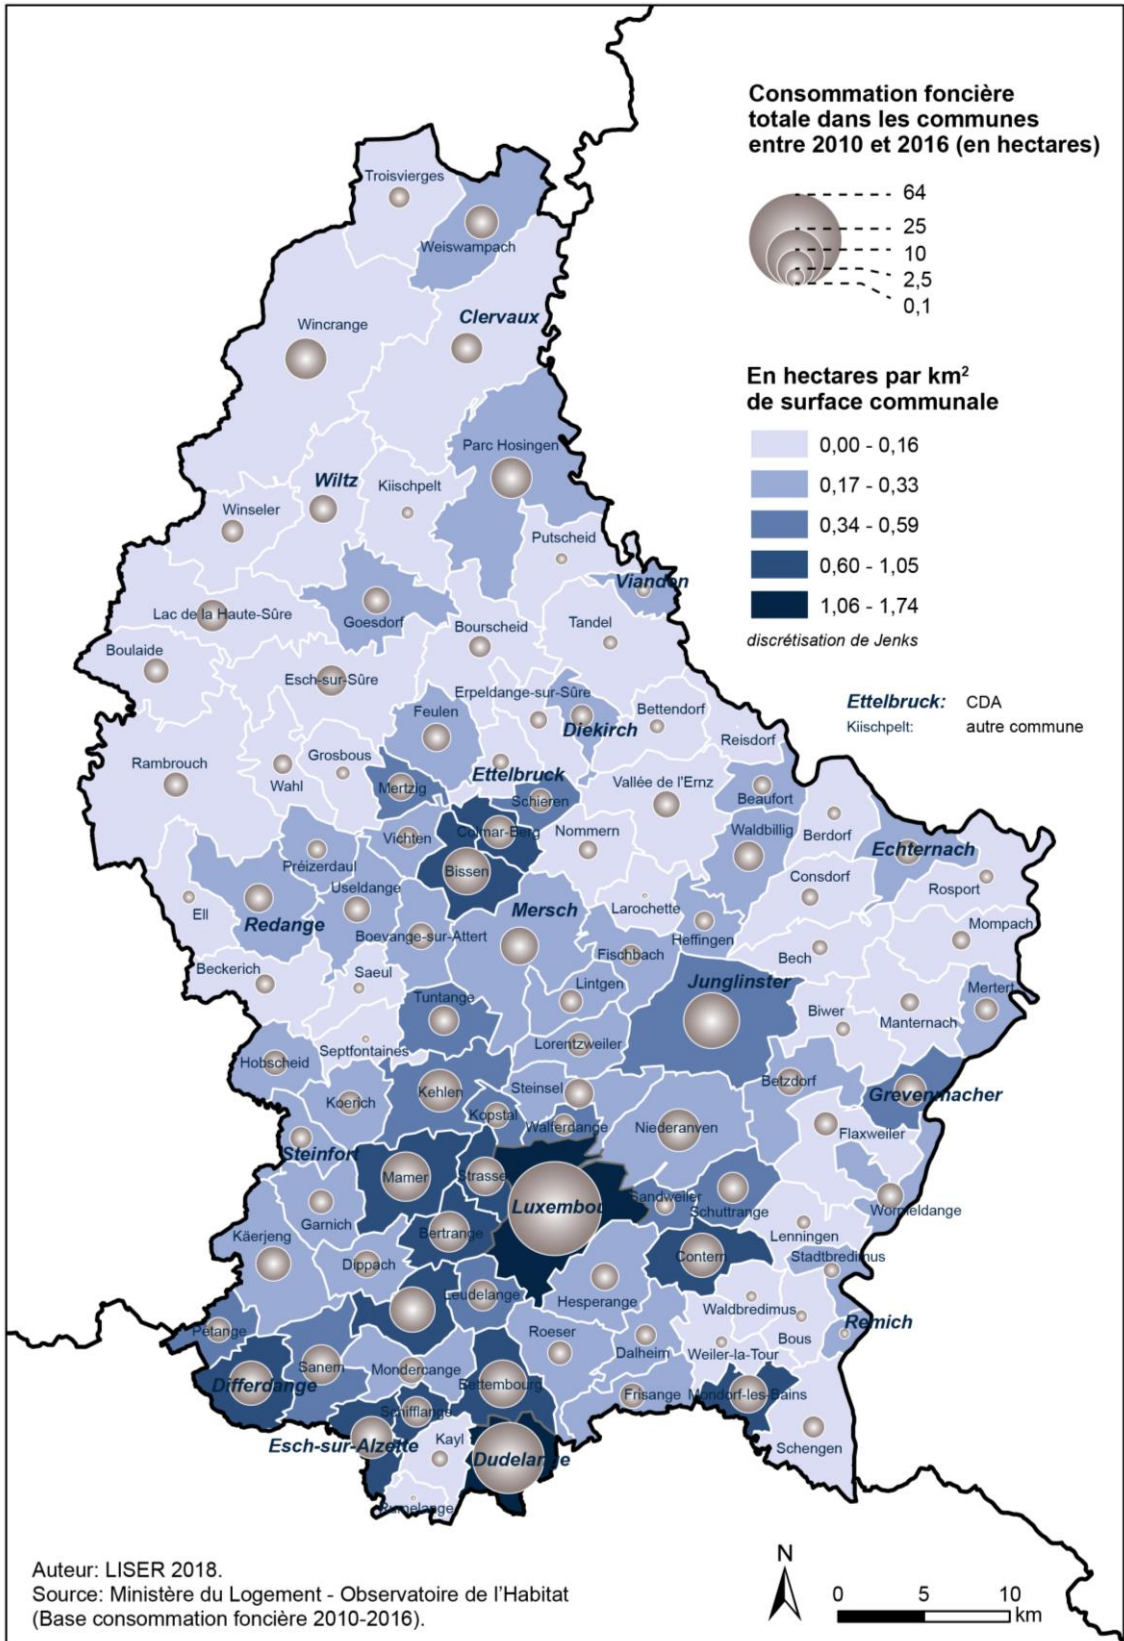 Consommation foncière
totale dans les communes
entre 2010 et 2016 (en hectares)
64
25
10
2,5
0,1
En hectares par km²
de surface communale
0,00 - 0,16
0,17 - 0,33
0,34 - 0,59
0,60 - 1,05
1,06 - 1,74
discrétisation de Jenks
Ettelbruck: CDA
Kiischpelt: autre commune
Troisvierges
Weiswampach
Clervaux
Wincrange
Parc Hosingen
Wiltz
Kiischpelt
Winseler
Putscheid
Vianden
Lac de la Haute-Sûre
Goesdorf
Bourscheid
Tandel
Boulaide
Esch-sur-Sûre
Erpeldange-sur-Sûre
Feulen
Diekirch
Bettendorf
Reisdorf
Rambrouch
Wahl
Grosbous
Ettelbruck
Vallée de l'Ernz
Mertzig
Schieren
Beaufort
Vichten
Colmar-Berg
Nommern
Waldbillig
Berdorf
Echternach
Préizerdaul
Bissen
Useldange
Consdorf
Rosport
Ell
Redange
Mersch
Larochette
Boevange-sur-Attert
Heffingen
Mompach
Beckerich
Saeul
Fischbach
Bech
Lintgen
Junglinster
Mertert
Tuntange
Biwer
Manternach
Septfontaines
Lorentzweiler
Hobscheid
Kehlen
Steinsel
Betzdorf
Grevenmacher
Koerich
Kopstal
Walferdange
Niederanven
Flaxweiler
Steinfort
Mamer
Strasse
Luxembou
Sandweiler
Schuttrange
Wormeldange
Garnich
Käerjeng
Bertrange
Lenningen
Dippach
Contern
Stadtbredimus
Leudelange
Hesperange
Waldbredimus
Remich
Pétange
Roeser
Bous
Dalheim
Weiler-la-Tour
Sanem
Mondercange
Differdange
Bettembourg
Frisange
Mondorf-les-Bains
Schifflange
Esch-sur-Alzette
Kayl
Schengen
Dudelange
Rumelange
Auteur: LISER 2018.
Source: Ministère du Logement - Observatoire de l'Habitat
(Base consommation foncière 2010-2016).
N
0 5 10
km